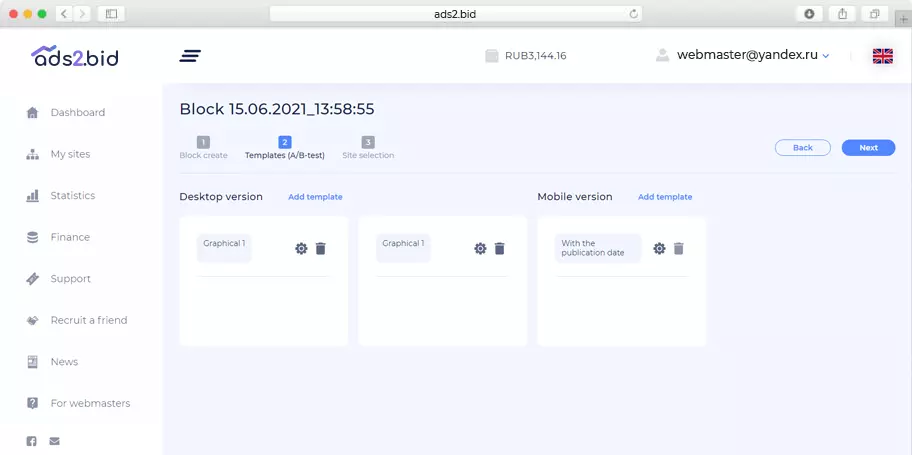 ads2.bid
ads2.bid
RUB3,144.16
webmaster@yandex.ru
Dashboard
My sites
Statistics
Finance
Support
Recruit a friend
News
For webmasters
Block 15.06.2021_13:58:55
1
Block create
2
Templates (A/B-test)
3
Site selection
Back
Next
Desktop version
Add template
Mobile version
Add template
Graphical 1
Graphical 1
With the
publication date